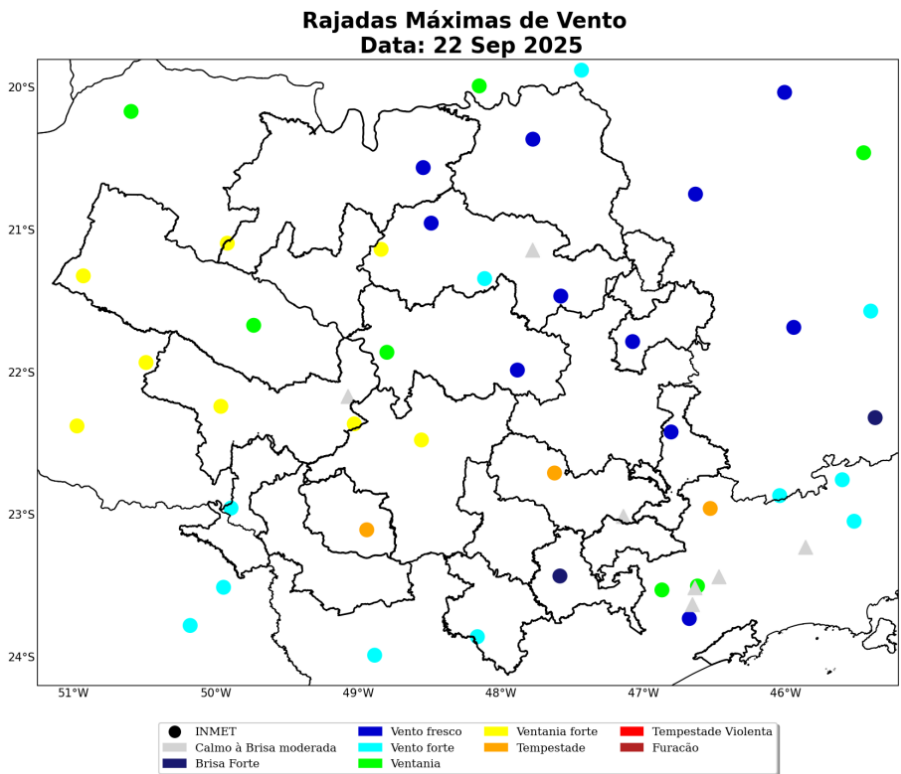 Rajadas Máximas de Vento
Data: 22 Sep 2025
20°S
21°S
22°S
23°S
24°S
51°W 50°W 49°W 48°W 47°W 46°W
INMET Vento fresco Ventania forte Tempestade Violenta
Calmo à Brisa moderada Vento forte Tempestade Furacão
Brisa Forte Ventania